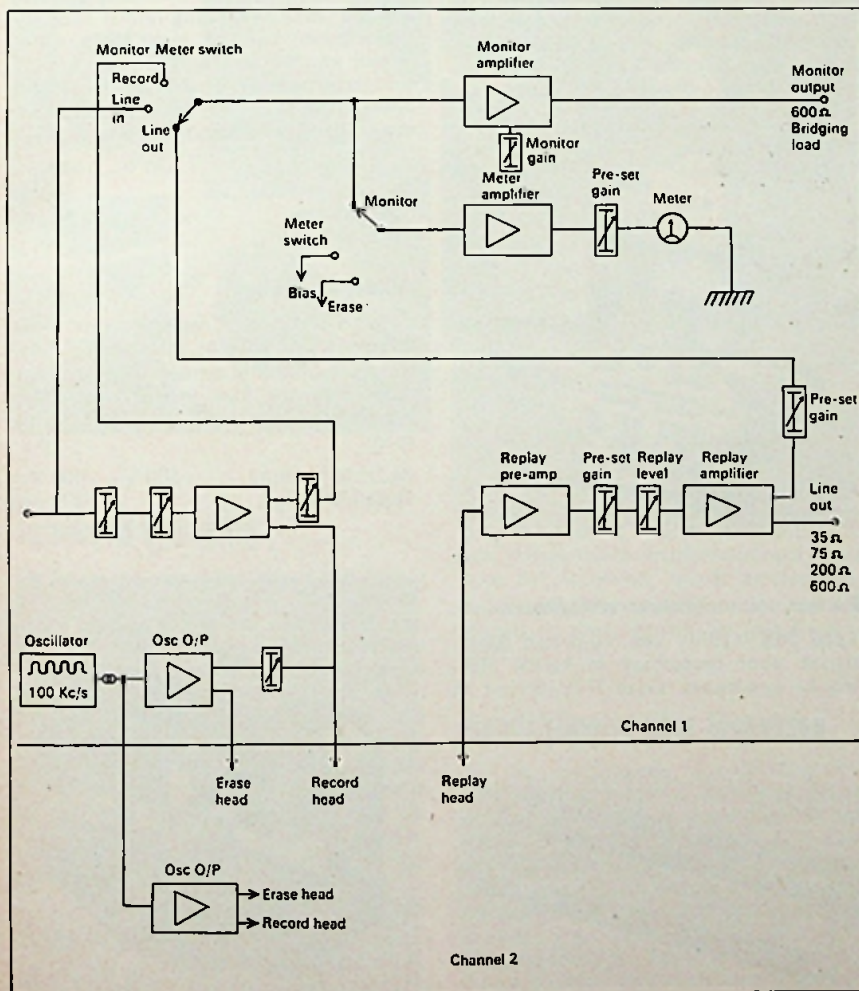 Monitor Meter switch
Record
Line
in
Line
out
Monitor
amplifier
Monitor
gain
Monitor
output
600Ω
Bridging
load
Meter
amplifier
Monitor
Meter
switch
Bias
Erase
Pre-set
gain
Meter
Pre-set
gain
Replay
pre-amp
Pre-set
gain
Replay
level
Replay
amplifier
Line
out
35Ω
75Ω
200Ω
600Ω
Oscillator
100 Kc/s
Osc O/P
Channel 1
Erase
head
Record
head
Replay
head
Osc O/P
Erase head
Record head
Channel 2